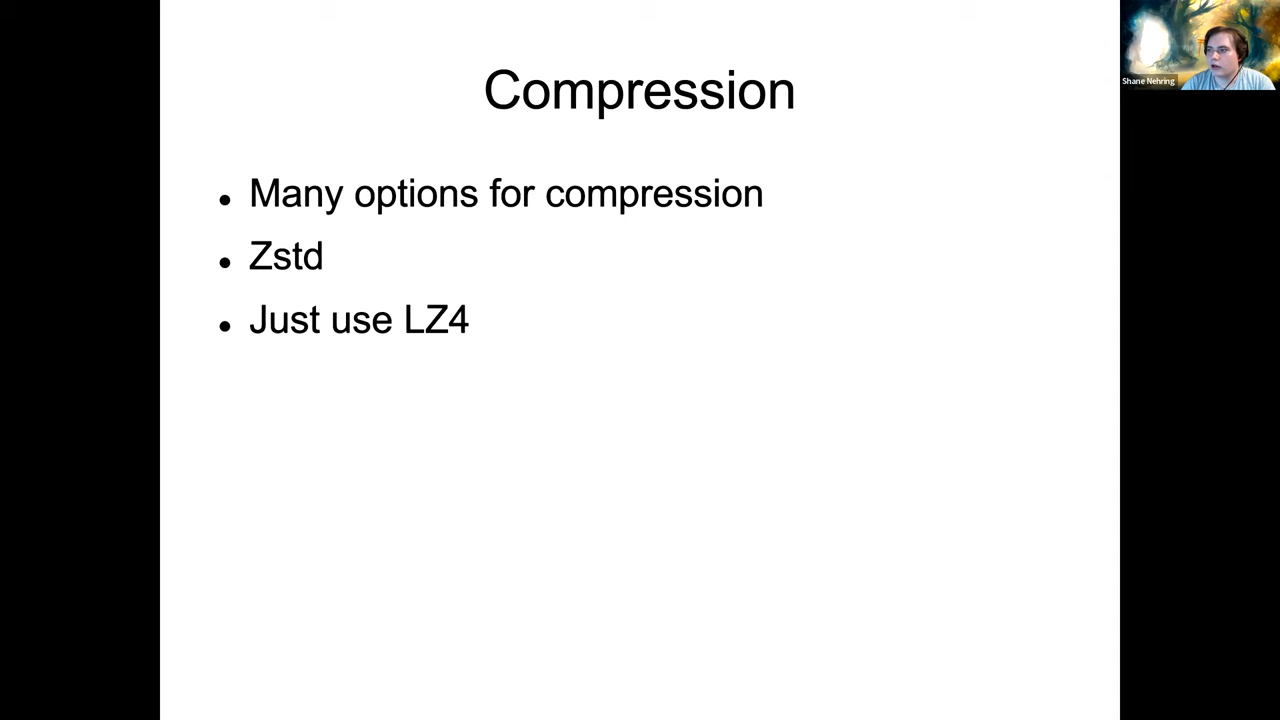 Compression
Shane Nehring
• Many options for compression
• Zstd
• Just use LZ4